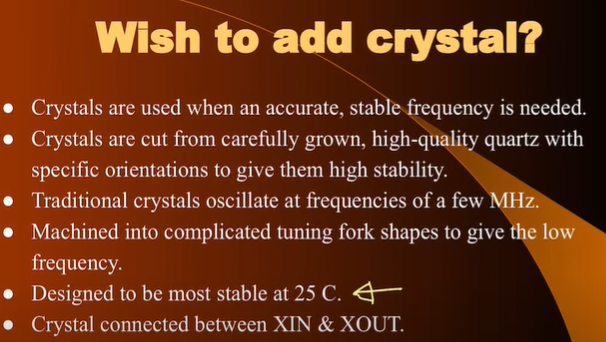 Wish to add crystal?
● Crystals are used when an accurate, stable frequency is needed.
● Crystals are cut from carefully grown, high-quality quartz with
specific orientations to give them high stability.
● Traditional crystals oscillate at frequencies of a few MHz.
● Machined into complicated tuning fork shapes to give the low
frequency.
● Designed to be most stable at 25 C.
● Crystal connected between XIN & XOUT.